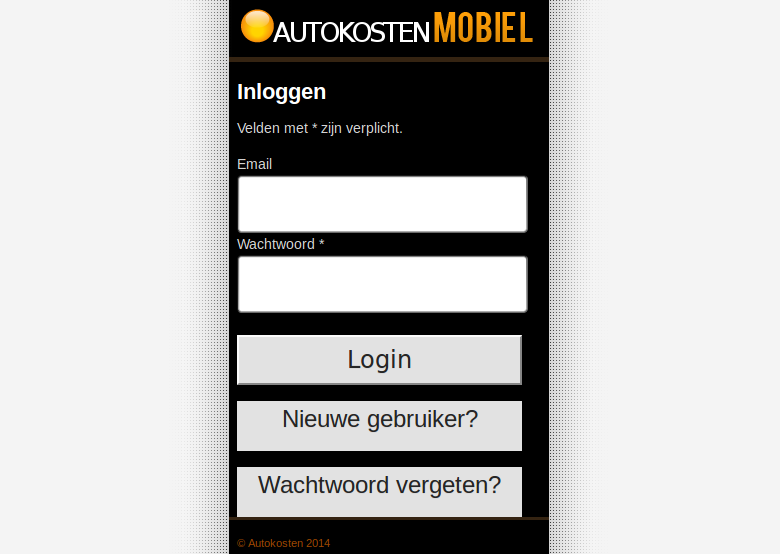 AUTOKOSTEN MOBIEL
Inloggen
Velden met * zijn verplicht.
Email
Wachtwoord *
Login
Nieuwe gebruiker?
Wachtwoord vergeten?
© Autokosten 2014